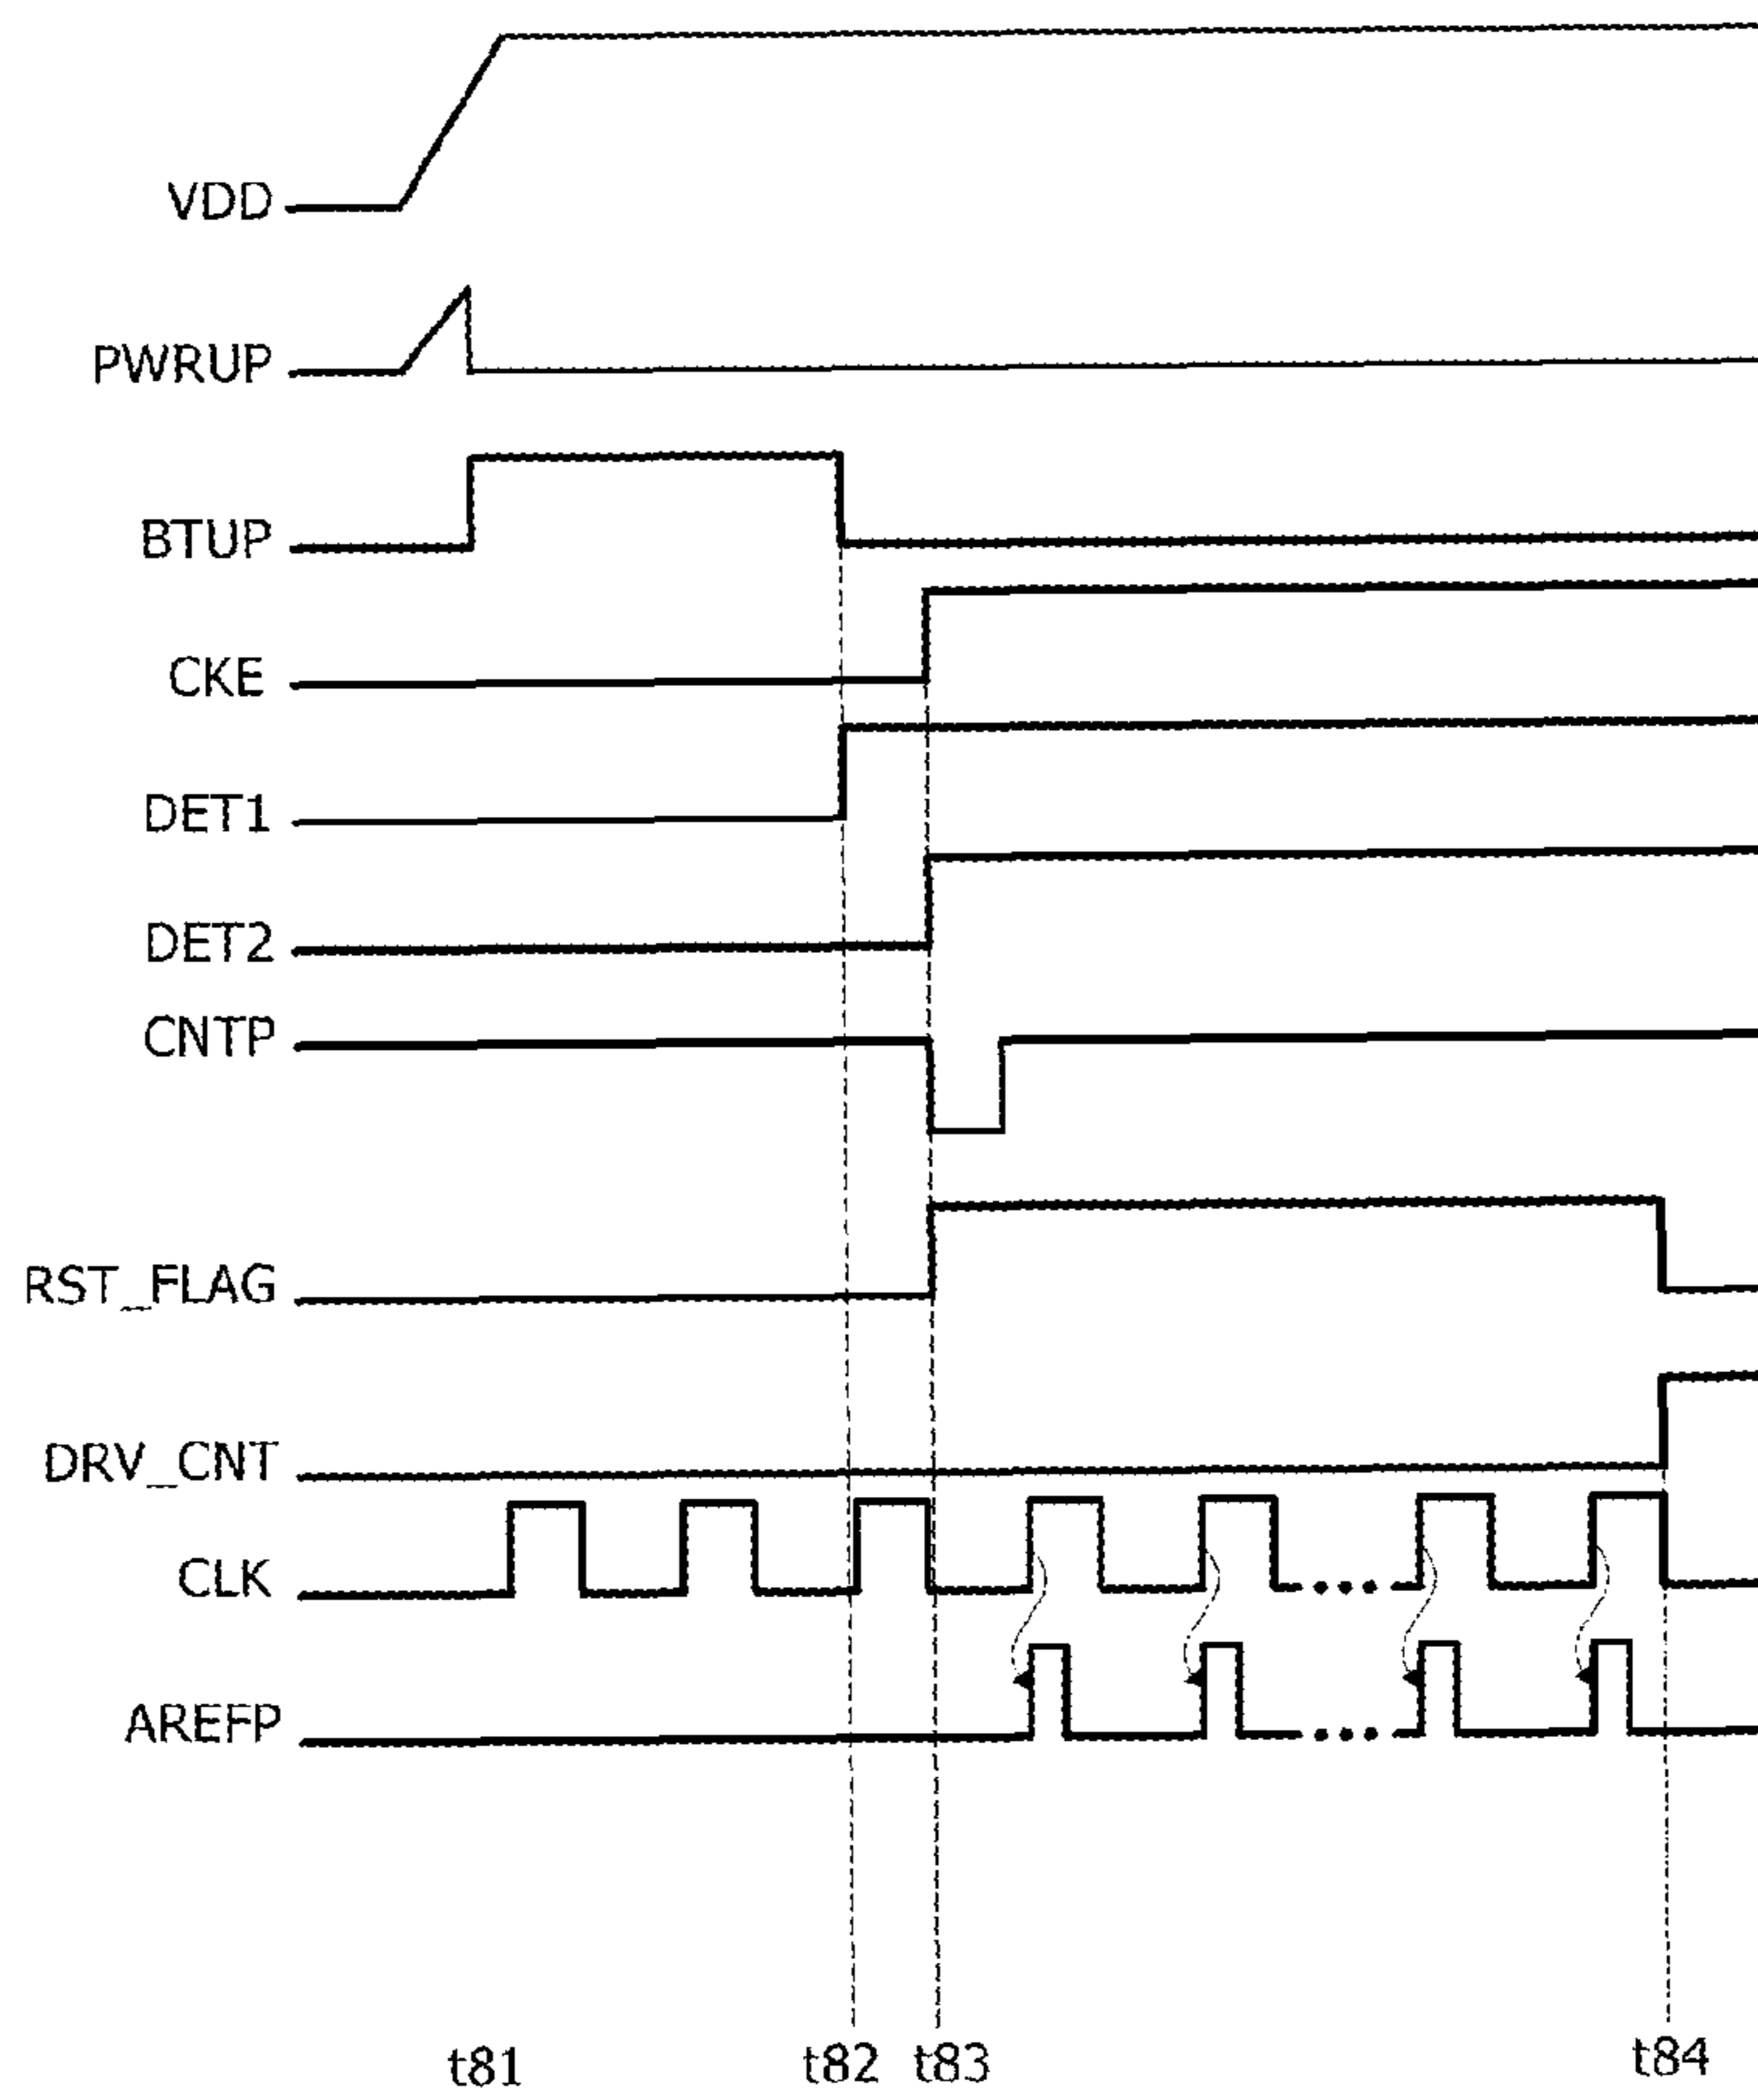 VDD
PWRUP
BTUP
CKE
DET1
DET2
CNTP
RST_FLAG
DRV_CNT
CLK
AREFP
t81 t82 t83 t84